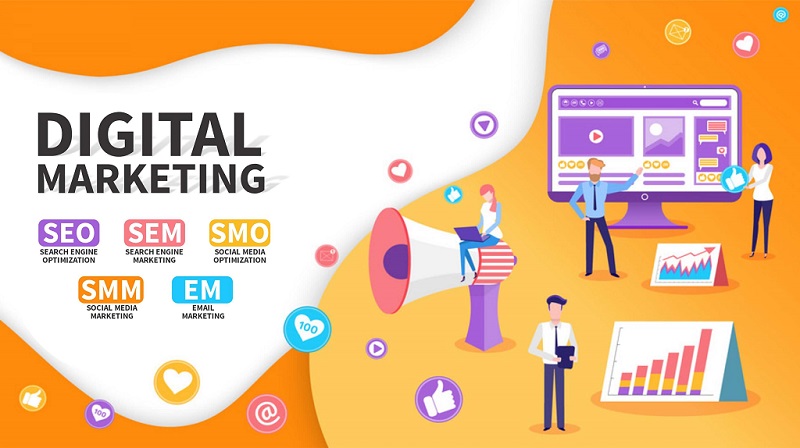 DIGITAL
MARKETING
SEO
SEARCH ENGINE
OPTIMIZATION
SEM
SEARCH ENGINE
MARKETING
SMO
SOCIAL MEDIA
OPTIMIZATION
SMM
SOCIAL MEDIA
MARKETING
EM
EMAIL
MARKETING
100
100
@
@